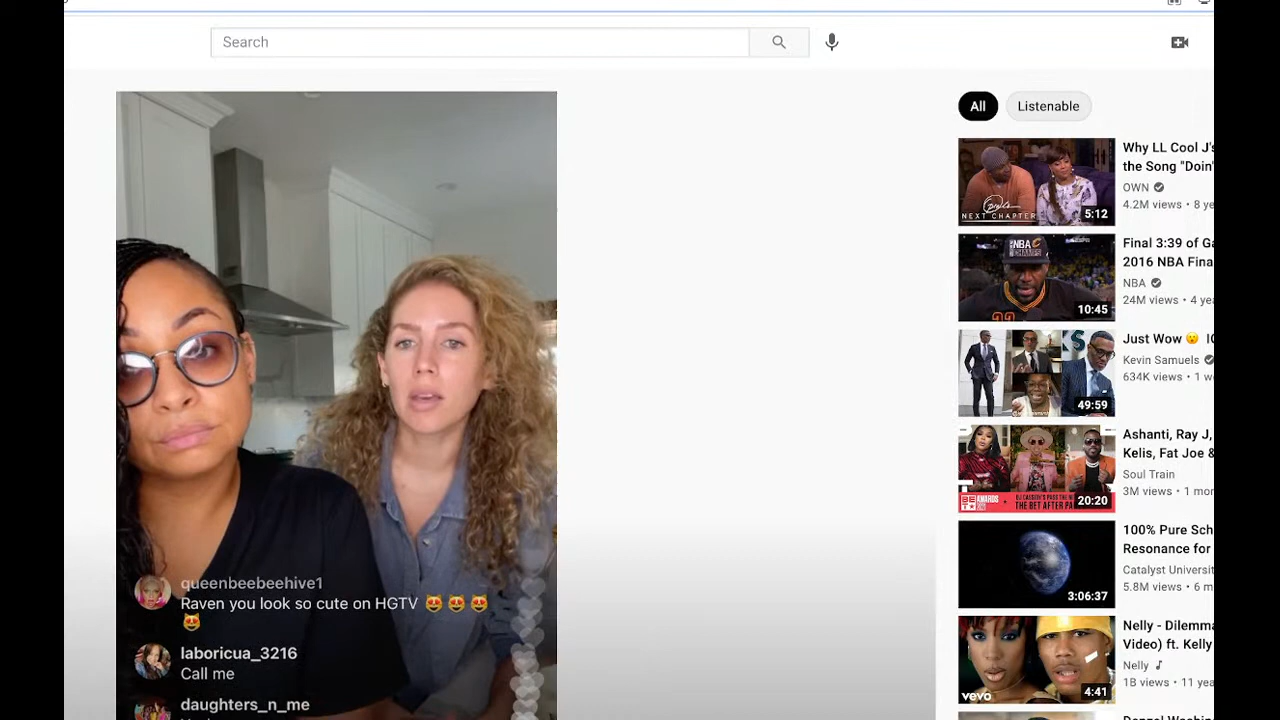 Search
All
Listenable
queenbeebeehive1
Raven you look so cute on HGTV 😻 😻 😻
😻
laboricua_3216
Call me
daughters_n_me
NEXT CHAPTER
5:12
Why LL Cool J's
the Song "Doin'
OWN
4.2M views • 8 ye
NBA
10:45
Final 3:39 of Ga
2016 NBA Fina
NBA
24M views • 4 ye
49:59
Just Wow 😮 IG
Kevin Samuels
634K views • 1 w
20:20
Ashanti, Ray J,
Kelis, Fat Joe &
Soul Train
3M views • 1 mor
3:06:37
100% Pure Sch
Resonance for
Catalyst Universit
5.8M views • 6 m
vevo
4:41
Nelly - Dilemma
Video) ft. Kelly
Nelly
1B views • 11 yea